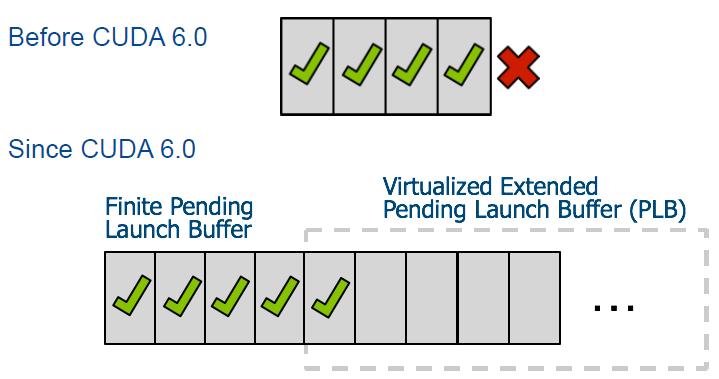 Before CUDA 6.0
Since CUDA 6.0
Finite Pending
Launch Buffer
Virtualized Extended
Pending Launch Buffer (PLB)
...